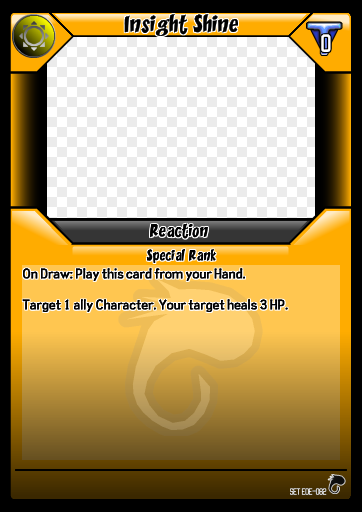 Insight Shine
0
Reaction
Special Rank
On Draw: Play this card from your Hand.
Target 1 ally Character. Your target heals 3 HP.
SET EOE-062